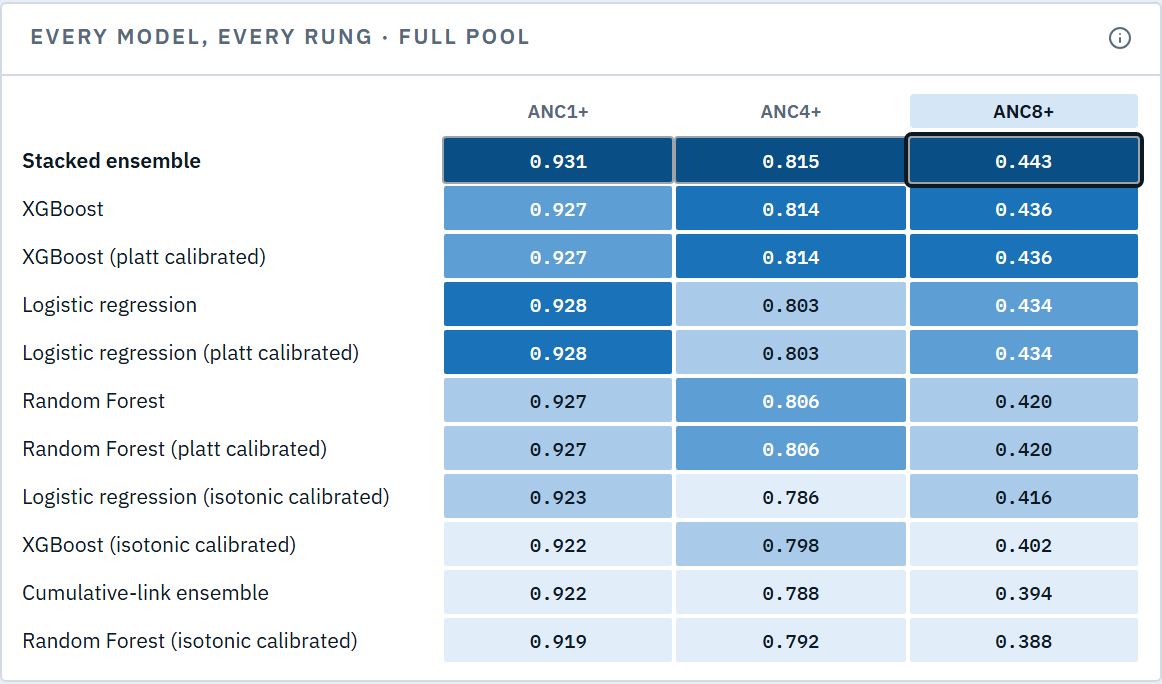 EVERY MODEL, EVERY RUNG · FULL POOL
ANC1+ ANC4+ ANC8+
Stacked ensemble 0.931 0.815 0.443
XGBoost 0.927 0.814 0.436
XGBoost (platt calibrated) 0.927 0.814 0.436
Logistic regression 0.928 0.803 0.434
Logistic regression (platt calibrated) 0.928 0.803 0.434
Random Forest 0.927 0.806 0.420
Random Forest (platt calibrated) 0.927 0.806 0.420
Logistic regression (isotonic calibrated) 0.923 0.786 0.416
XGBoost (isotonic calibrated) 0.922 0.798 0.402
Cumulative-link ensemble 0.922 0.788 0.394
Random Forest (isotonic calibrated) 0.919 0.792 0.388